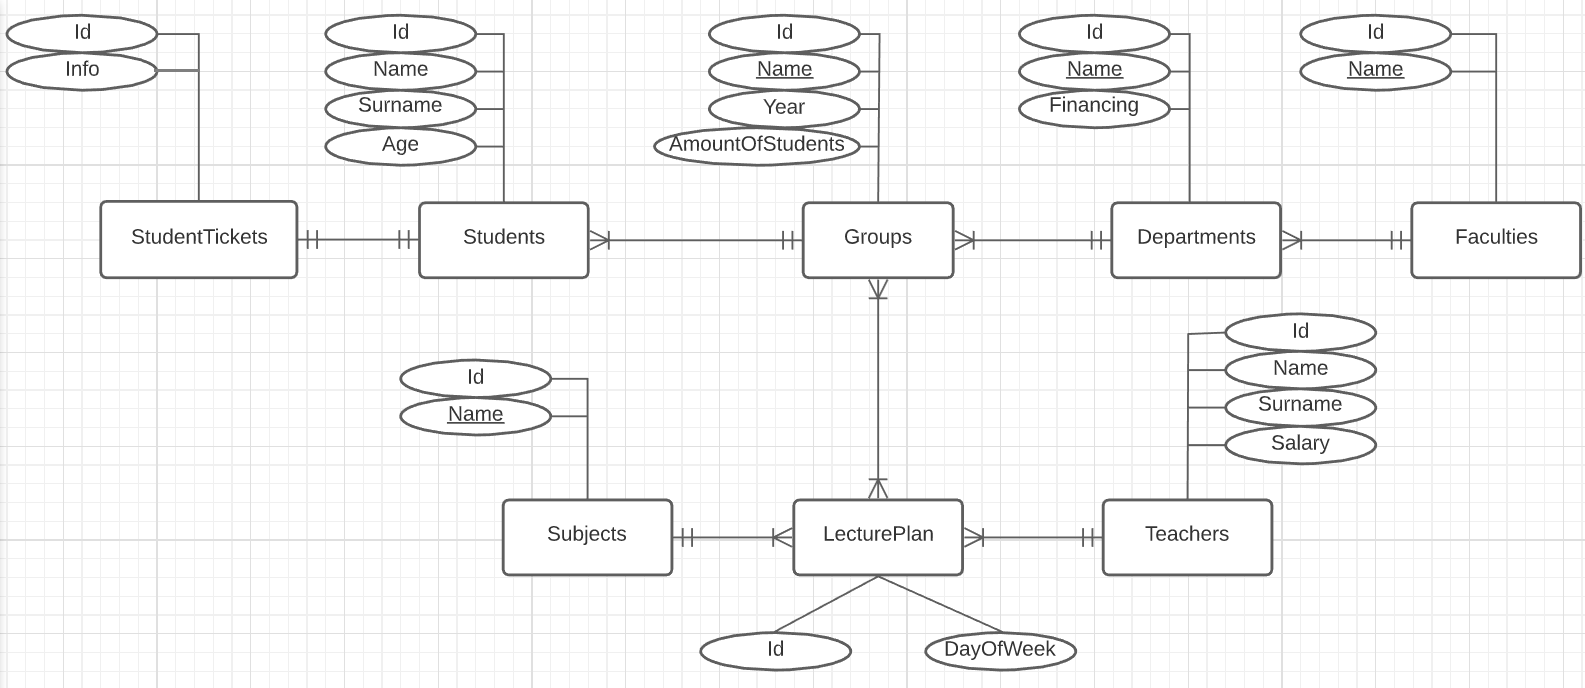 Id
Info
Id
Name
Surname
Age
Id
Name
Year
AmountOfStudents
Id
Name
Financing
Id
Name
StudentTickets
Students
Groups
Departments
Faculties
Id
Name
Id
Name
Surname
Salary
Subjects
LecturePlan
Teachers
Id
DayOfWeek